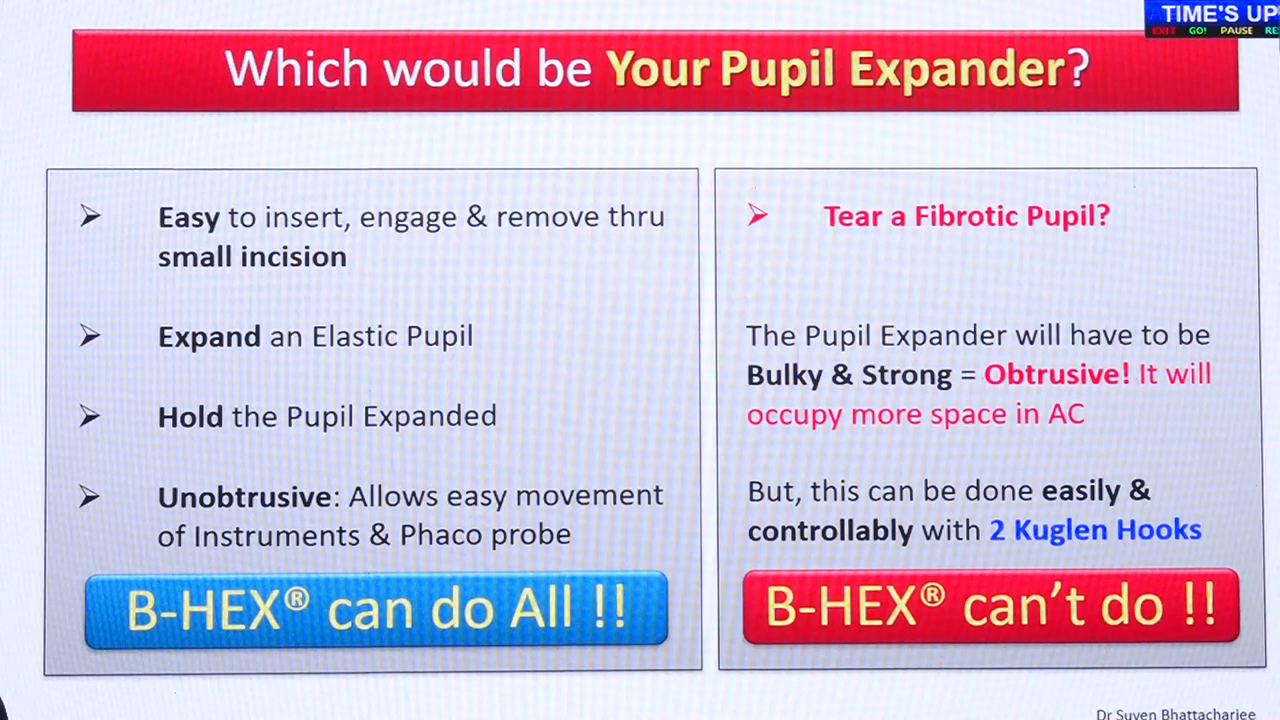 TIME'S UP
EXIT GO! PAUSE RE
Which would be Your Pupil Expander?
➢ Easy to insert, engage & remove thru
small incision
➢ Expand an Elastic Pupil
➢ Hold the Pupil Expanded
➢ Unobtrusive: Allows easy movement
of Instruments & Phaco probe
B-HEX® can do All !!
➢ Tear a Fibrotic Pupil?
The Pupil Expander will have to be
Bulky & Strong = Obtrusive! It will
occupy more space in AC
But, this can be done easily &
controllably with 2 Kuglen Hooks
B-HEX® can't do !!
Dr Suven Bhattacharjee